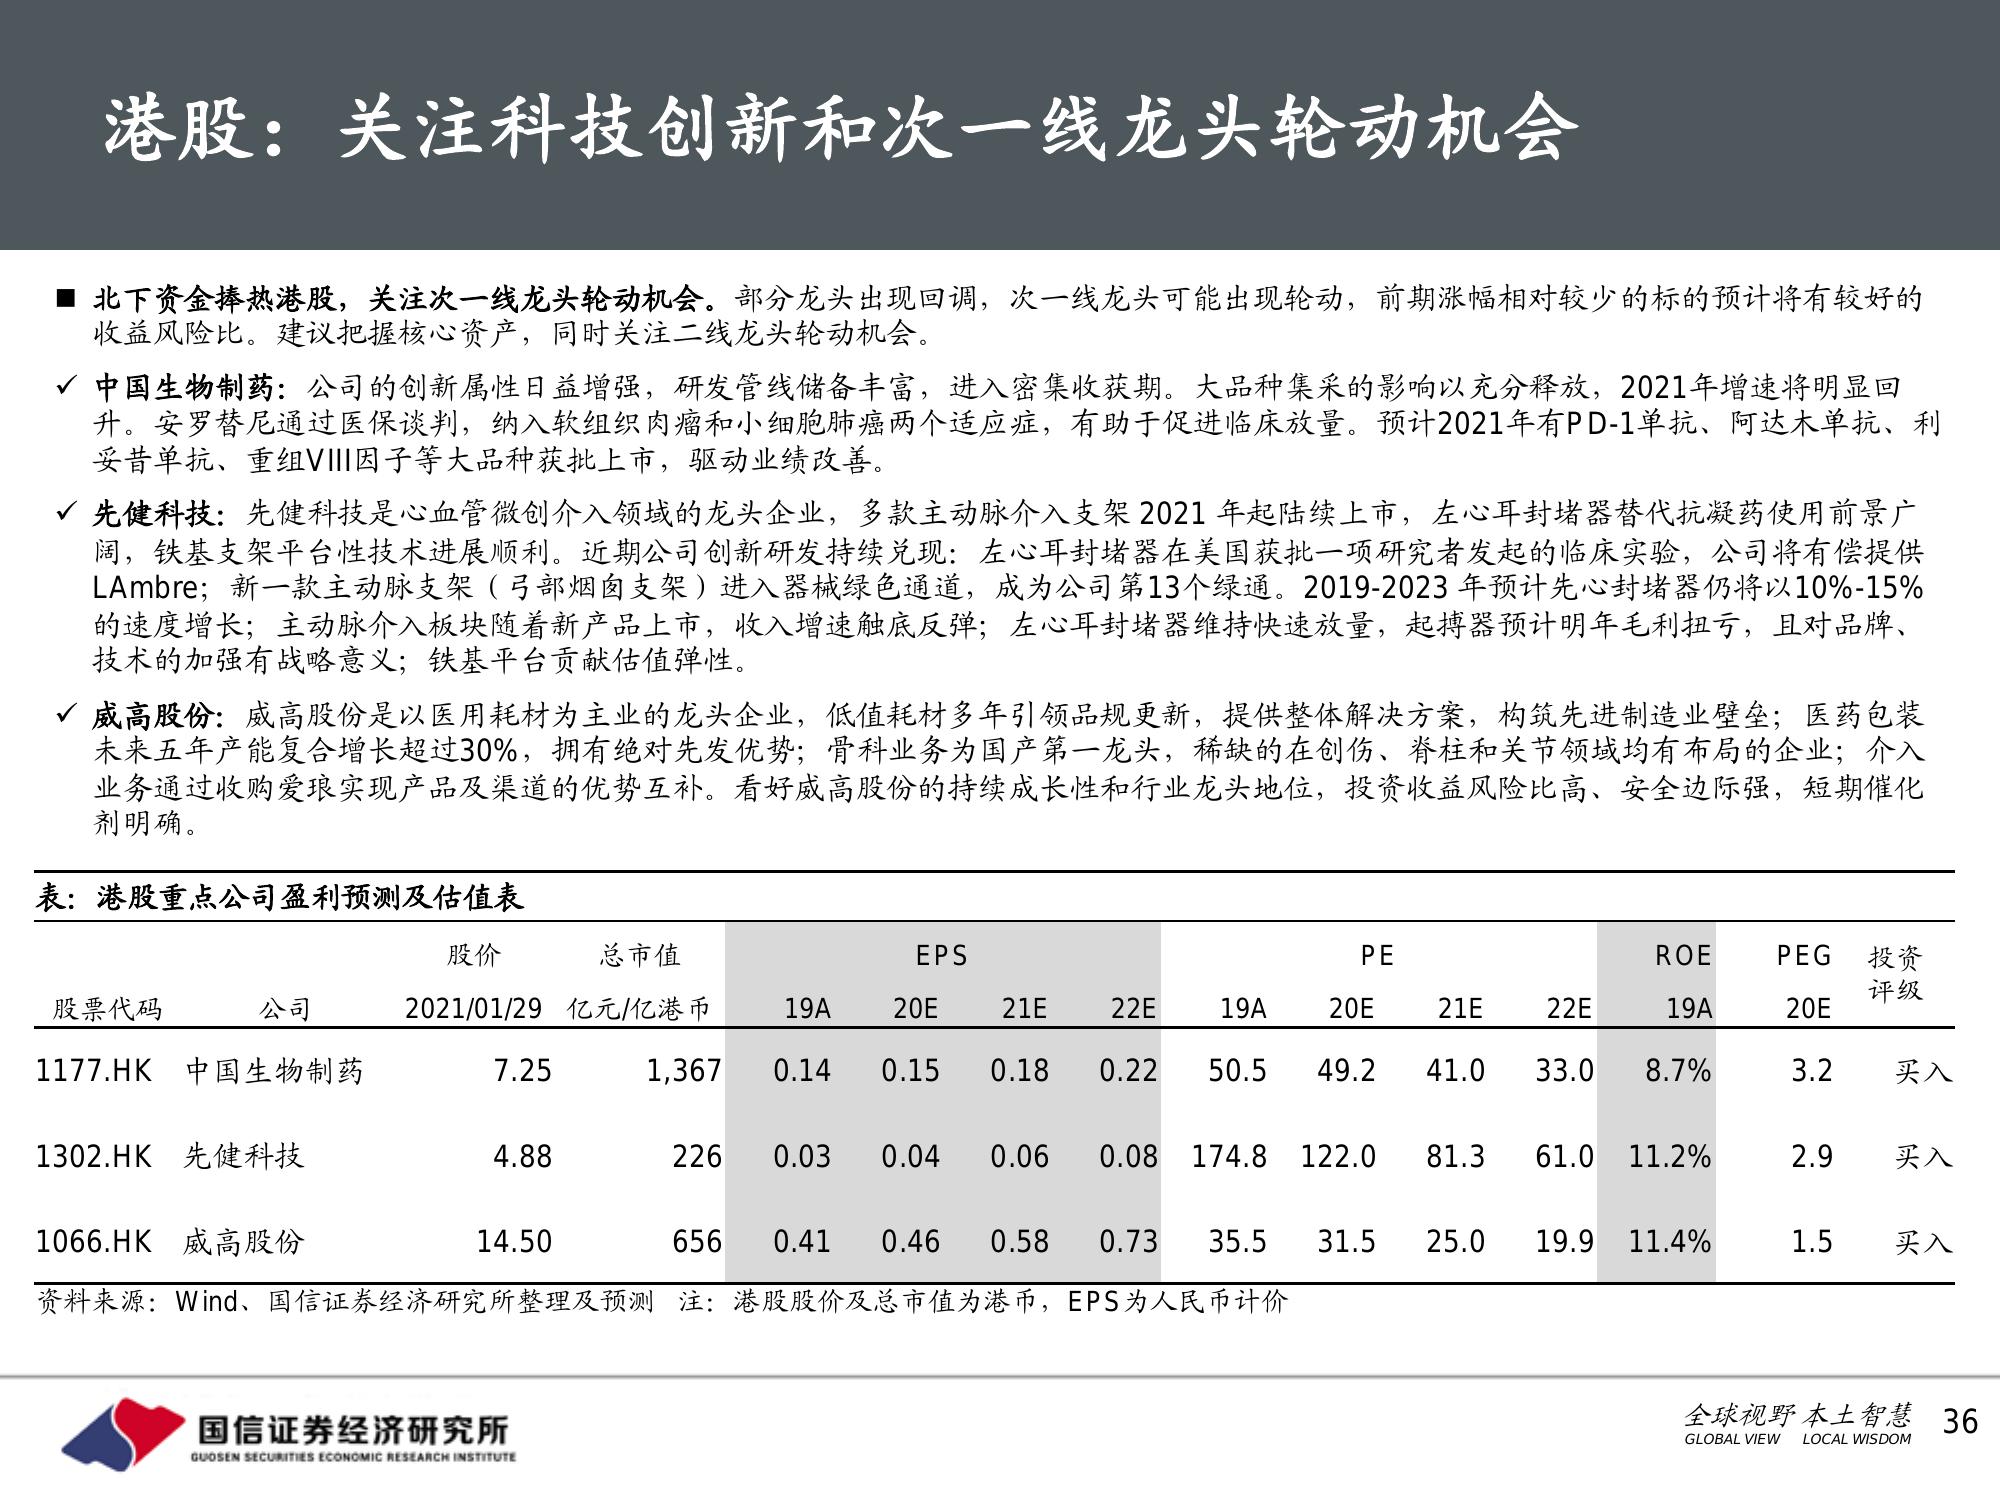 港股：关注科技创新和次一线龙头轮动机会
■ 北下资金捧热港股，关注次一线龙头轮动机会。部分龙头出现回调，次一线龙头可能出现轮动，前期涨幅相对较少的标的预计将有较好的
收益风险比。建议把握核心资产，同时关注二线龙头轮动机会。
✓ 中国生物制药：公司的创新属性日益增强，研发管线储备丰富，进入密集收获期。大品种集采的影响以充分释放，2021年增速将明显回
升。安罗替尼通过医保谈判，纳入软组织肉瘤和小细胞肺癌两个适应症，有助于促进临床放量。预计2021年有PD-1单抗、阿达木单抗、利
妥昔单抗、重组VIII因子等大品种获批上市，驱动业绩改善。
✓ 先健科技：先健科技是心血管微创介入领域的龙头企业，多款主动脉介入支架 2021 年起陆续上市，左心耳封堵器替代抗凝药使用前景广
阔，铁基支架平台性技术进展顺利。近期公司创新研发持续兑现：左心耳封堵器在美国获批一项研究者发起的临床实验，公司将有偿提供
LAmbre；新一款主动脉支架（弓部烟囱支架）进入器械绿色通道，成为公司第13个绿通。2019-2023 年预计先心封堵器仍将以10%-15%
的速度增长；主动脉介入板块随着新产品上市，收入增速触底反弹；左心耳封堵器维持快速放量，起搏器预计明年毛利扭亏，且对品牌、
技术的加强有战略意义；铁基平台贡献估值弹性。
✓ 威高股份：威高股份是以医用耗材为主业的龙头企业，低值耗材多年引领品规更新，提供整体解决方案，构筑先进制造业壁垒；医药包装
未来五年产能复合增长超过30%，拥有绝对先发优势；骨科业务为国产第一龙头，稀缺的在创伤、脊柱和关节领域均有布局的企业；介入
业务通过收购爱琅实现产品及渠道的优势互补。看好威高股份的持续成长性和行业龙头地位，投资收益风险比高、安全边际强，短期催化
剂明确。
表：港股重点公司盈利预测及估值表
股价 总市值 EPS PE ROE PEG 投资
股票代码 公司 2021/01/29 亿元/亿港币 19A 20E 21E 22E 19A 20E 21E 22E 19A 20E 评级
1177.HK 中国生物制药 7.25 1,367 0.14 0.15 0.18 0.22 50.5 49.2 41.0 33.0 8.7% 3.2 买入
1302.HK 先健科技 4.88 226 0.03 0.04 0.06 0.08 174.8 122.0 81.3 61.0 11.2% 2.9 买入
1066.HK 威高股份 14.50 656 0.41 0.46 0.58 0.73 35.5 31.5 25.0 19.9 11.4% 1.5 买入
资料来源：Wind、国信证券经济研究所整理及预测 注：港股股价及总市值为港币，EPS为人民币计价
国信证券经济研究所
GUOSEN SECURITIES ECONOMIC RESEARCH INSTITUTE
全球视野 本土智慧
GLOBAL VIEW LOCAL WISDOM
36